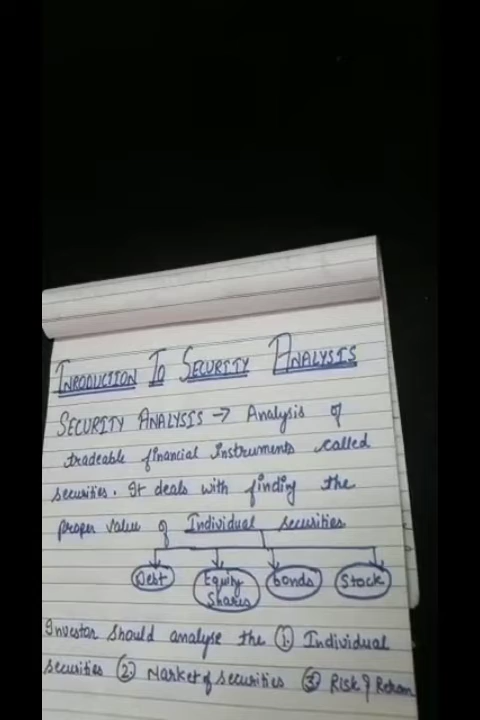 INRODUCTION TO SECURITY ANALYSIS
SECURITY ANALYSIS → Analysis of
tradeable financial instruments called
securities. It deals with finding the
proper value of Individual securities
Debt Equity Shares bonds Stock
Investor should analyse the ① Individual
securities ② Market of securities ③ Risk & Return